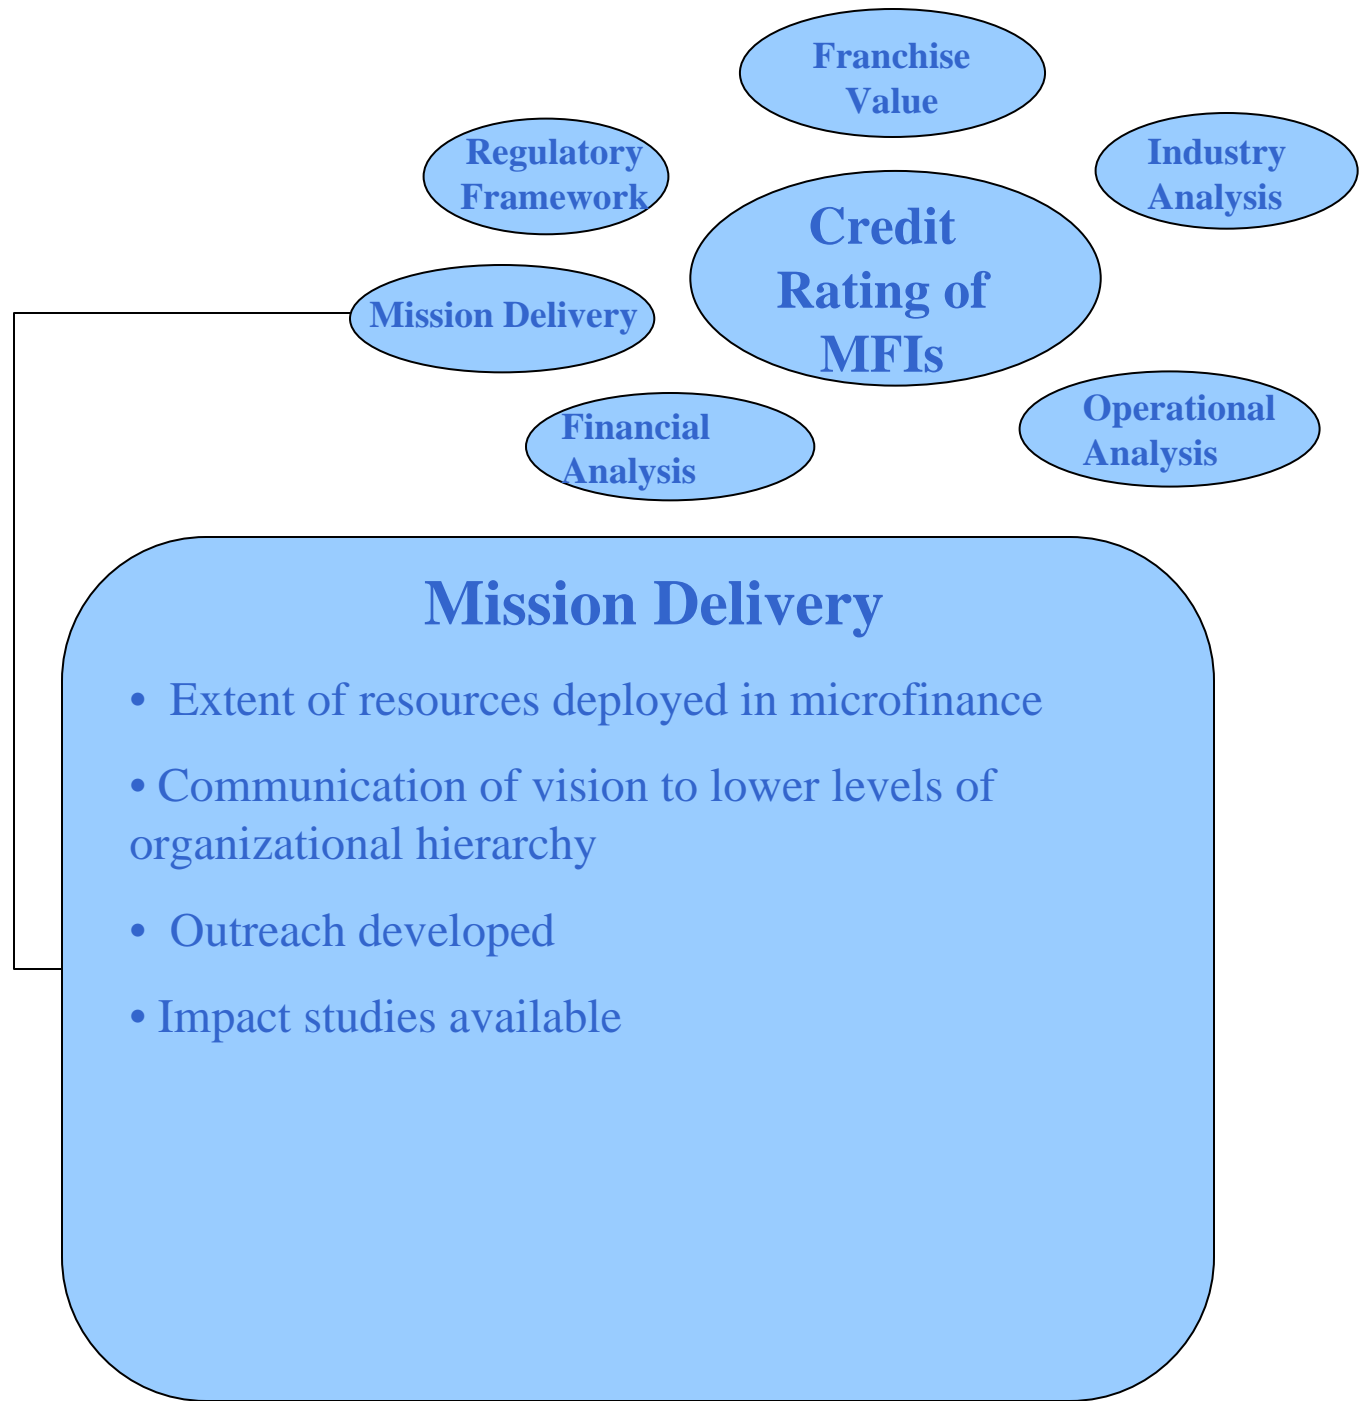 Franchise
Value
Regulatory
Framework
Industry
Analysis
Credit
Rating of
MFIs
Mission Delivery
Financial
Analysis
Operational
Analysis
Mission Delivery
• Extent of resources deployed in microfinance
• Communication of vision to lower levels of
organizational hierarchy
• Outreach developed
• Impact studies available